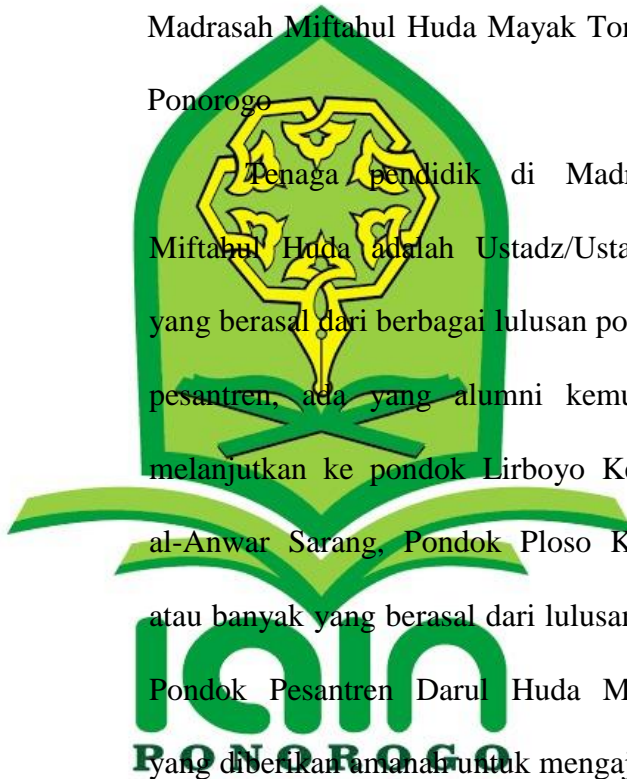 Madrasah Miftahul Huda Mayak Ton
Ponorogo
Tenaga pendidik di Madr
Miftahul Huda adalah Ustadz/Usta
yang berasal dari berbagai lulusan po
pesantren, ada yang alumni kemu
melanjutkan ke pondok Lirboyo Ke
al-Anwar Sarang, Pondok Ploso K
atau banyak yang berasal dari lulusan
iain
Pondok Pesantren Darul Huda M
PONOROGO
yang diberikan amanah untuk mengaj